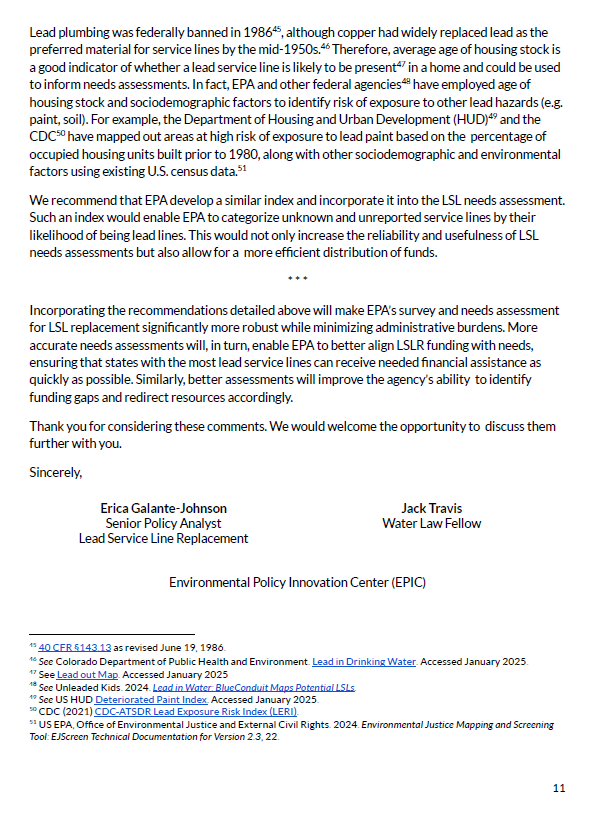 Lead plumbing was federally banned in 1986⁴⁵, although copper had widely replaced lead as the
preferred material for service lines by the mid-1950s.⁴⁶ Therefore, average age of housing stock is
a good indicator of whether a lead service line is likely to be present⁴⁷ in a home and could be used
to inform needs assessments. In fact, EPA and other federal agencies⁴⁸ have employed age of
housing stock and sociodemographic factors to identify risk of exposure to other lead hazards (e.g.
paint, soil). For example, the Department of Housing and Urban Development (HUD)⁴⁹ and the
CDC⁵⁰ have mapped out areas at high risk of exposure to lead paint based on the percentage of
occupied housing units built prior to 1980, along with other sociodemographic and environmental
factors using existing U.S. census data.⁵¹
We recommend that EPA develop a similar index and incorporate it into the LSL needs assessment.
Such an index would enable EPA to categorize unknown and unreported service lines by their
likelihood of being lead lines. This would not only increase the reliability and usefulness of LSL
needs assessments but also allow for a more efficient distribution of funds.
* * *
Incorporating the recommendations detailed above will make EPA's survey and needs assessment
for LSL replacement significantly more robust while minimizing administrative burdens. More
accurate needs assessments will, in turn, enable EPA to better align LSLR funding with needs,
ensuring that states with the most lead service lines can receive needed financial assistance as
quickly as possible. Similarly, better assessments will improve the agency's ability to identify
funding gaps and redirect resources accordingly.
Thank you for considering these comments. We would welcome the opportunity to discuss them
further with you.
Sincerely,
Erica Galante-Johnson
Senior Policy Analyst
Lead Service Line Replacement
Jack Travis
Water Law Fellow
Environmental Policy Innovation Center (EPIC)
⁴⁵ 40 CFR §143.13 as revised June 19, 1986.
⁴⁶ See Colorado Department of Public Health and Environment. Lead in Drinking Water. Accessed January 2025.
⁴⁷ See Lead out Map. Accessed January 2025
⁴⁸ See Unleaded Kids. 2024. Lead in Water: BlueConduit Maps Potential LSLs.
⁴⁹ See US HUD Deteriorated Paint Index. Accessed January 2025.
⁵⁰ CDC (2021) CDC-ATSDR Lead Exposure Risk Index (LERI).
⁵¹ US EPA, Office of Environmental Justice and External Civil Rights. 2024. Environmental Justice Mapping and Screening
Tool: EJScreen Technical Documentation for Version 2.3, 22.
11